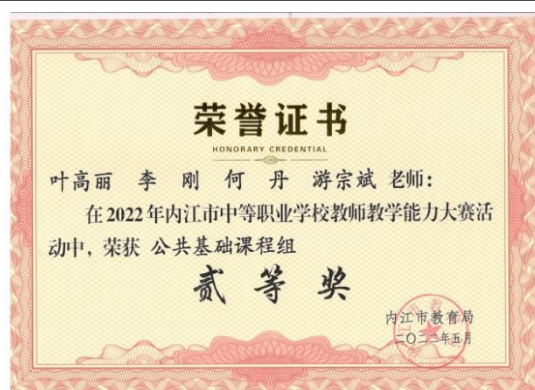 荣誉证书
HONORARY CREDENTIAL
叶高丽 李 刚 何 丹 游宗斌 老师：
在2022年内江市中等职业学校教师教学能力大赛活
动中，荣获 公共基础课程组
贰等奖
内江市教育局
二〇二二年五月